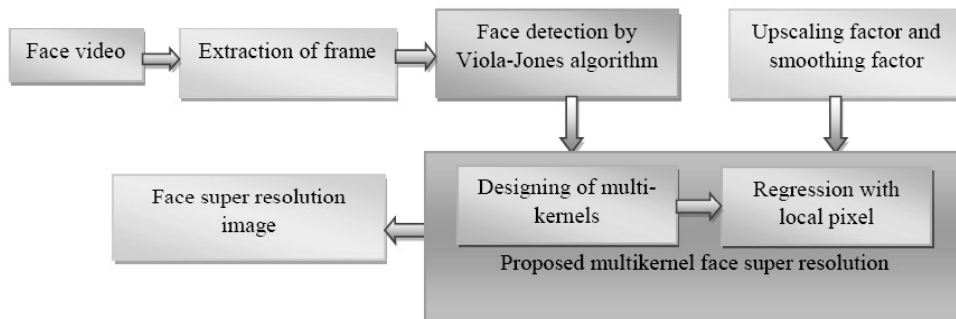 Face video
Extraction of frame
Face detection by
Viola-Jones algorithm
Upscaling factor and
smoothing factor
Face super resolution
image
Designing of multi-
kernels
Regression with
local pixel
Proposed multikernel face super resolution